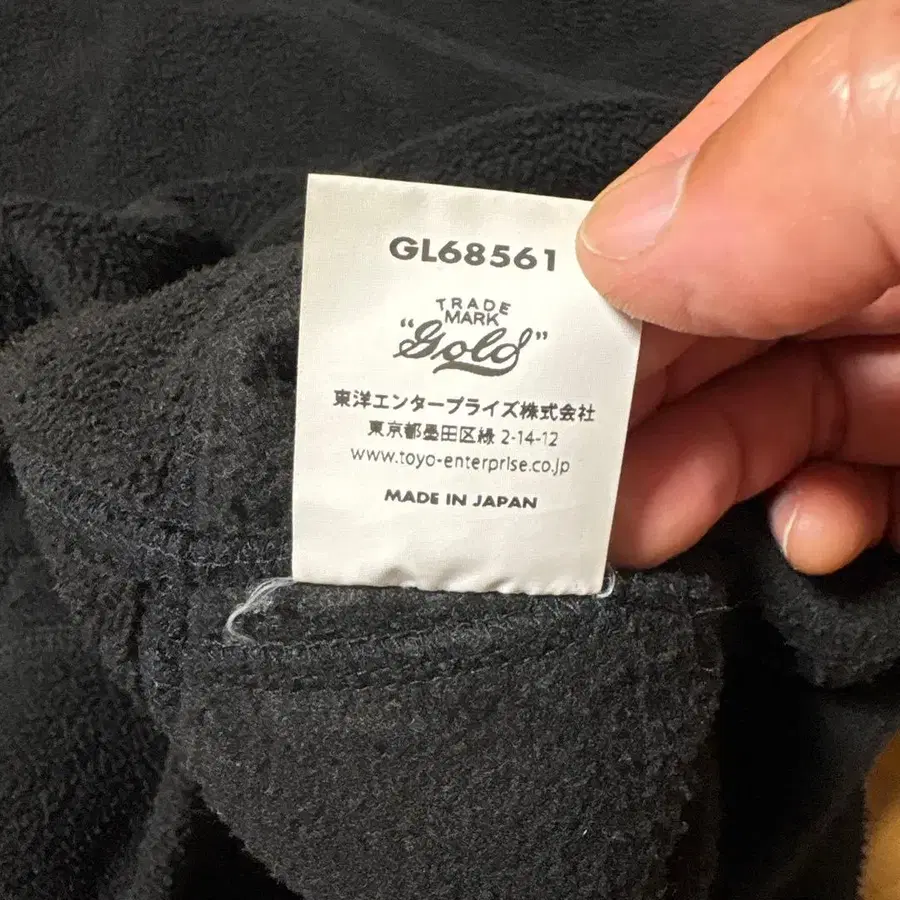 GL68561
TRADE
MARK
"Gold"
東洋エンタープライズ株式会社
東京都墨田区緑 2-14-12
www.toyo-enterprise.co.jp
MADE IN JAPAN